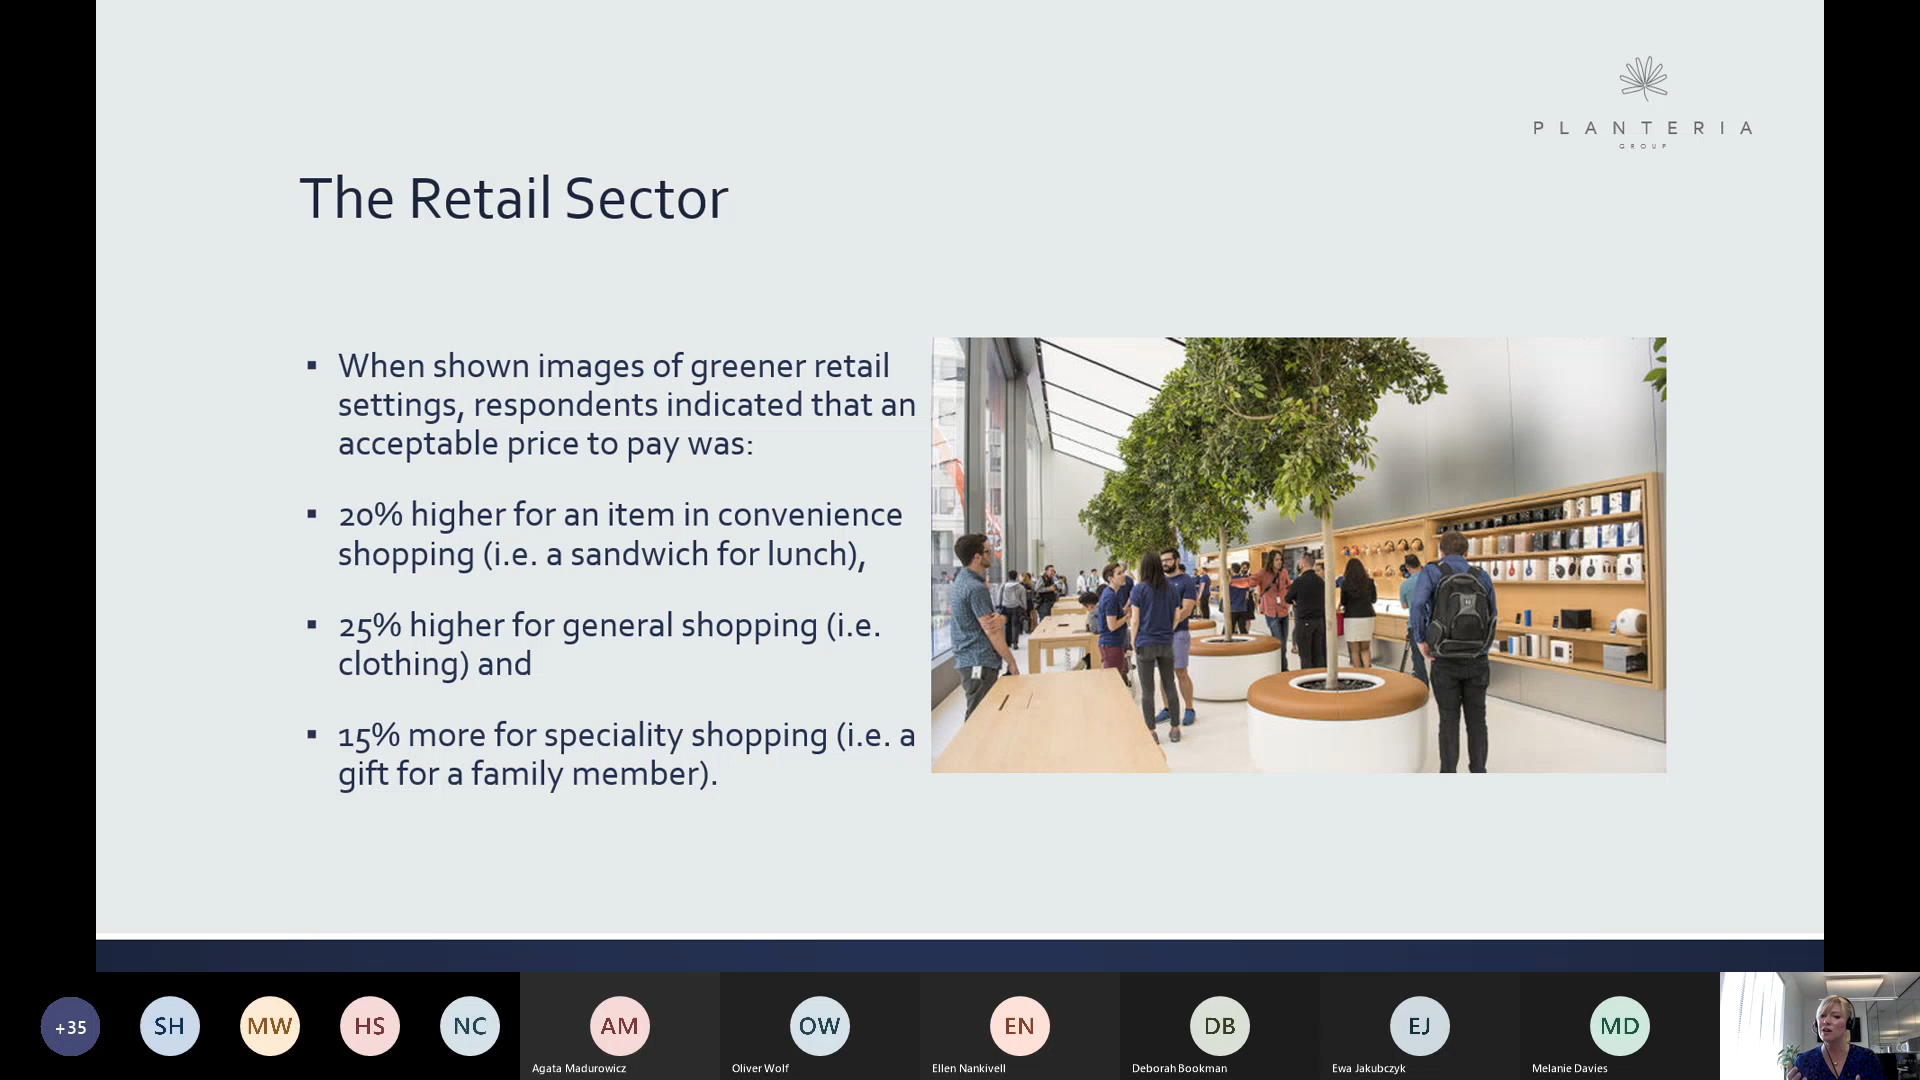 P L A N T E R I A
GROUP
The Retail Sector
▪ When shown images of greener retail
settings, respondents indicated that an
acceptable price to pay was:
▪ 20% higher for an item in convenience
shopping (i.e. a sandwich for lunch),
▪ 25% higher for general shopping (i.e.
clothing) and
▪ 15% more for speciality shopping (i.e. a
gift for a family member).
+35
SH
MW
HS
NC
AM
OW
EN
DB
EJ
MD
Agata Madurowicz
Oliver Wolf
Ellen Nankivell
Deborah Bookman
Ewa Jakubczyk
Melanie Davies